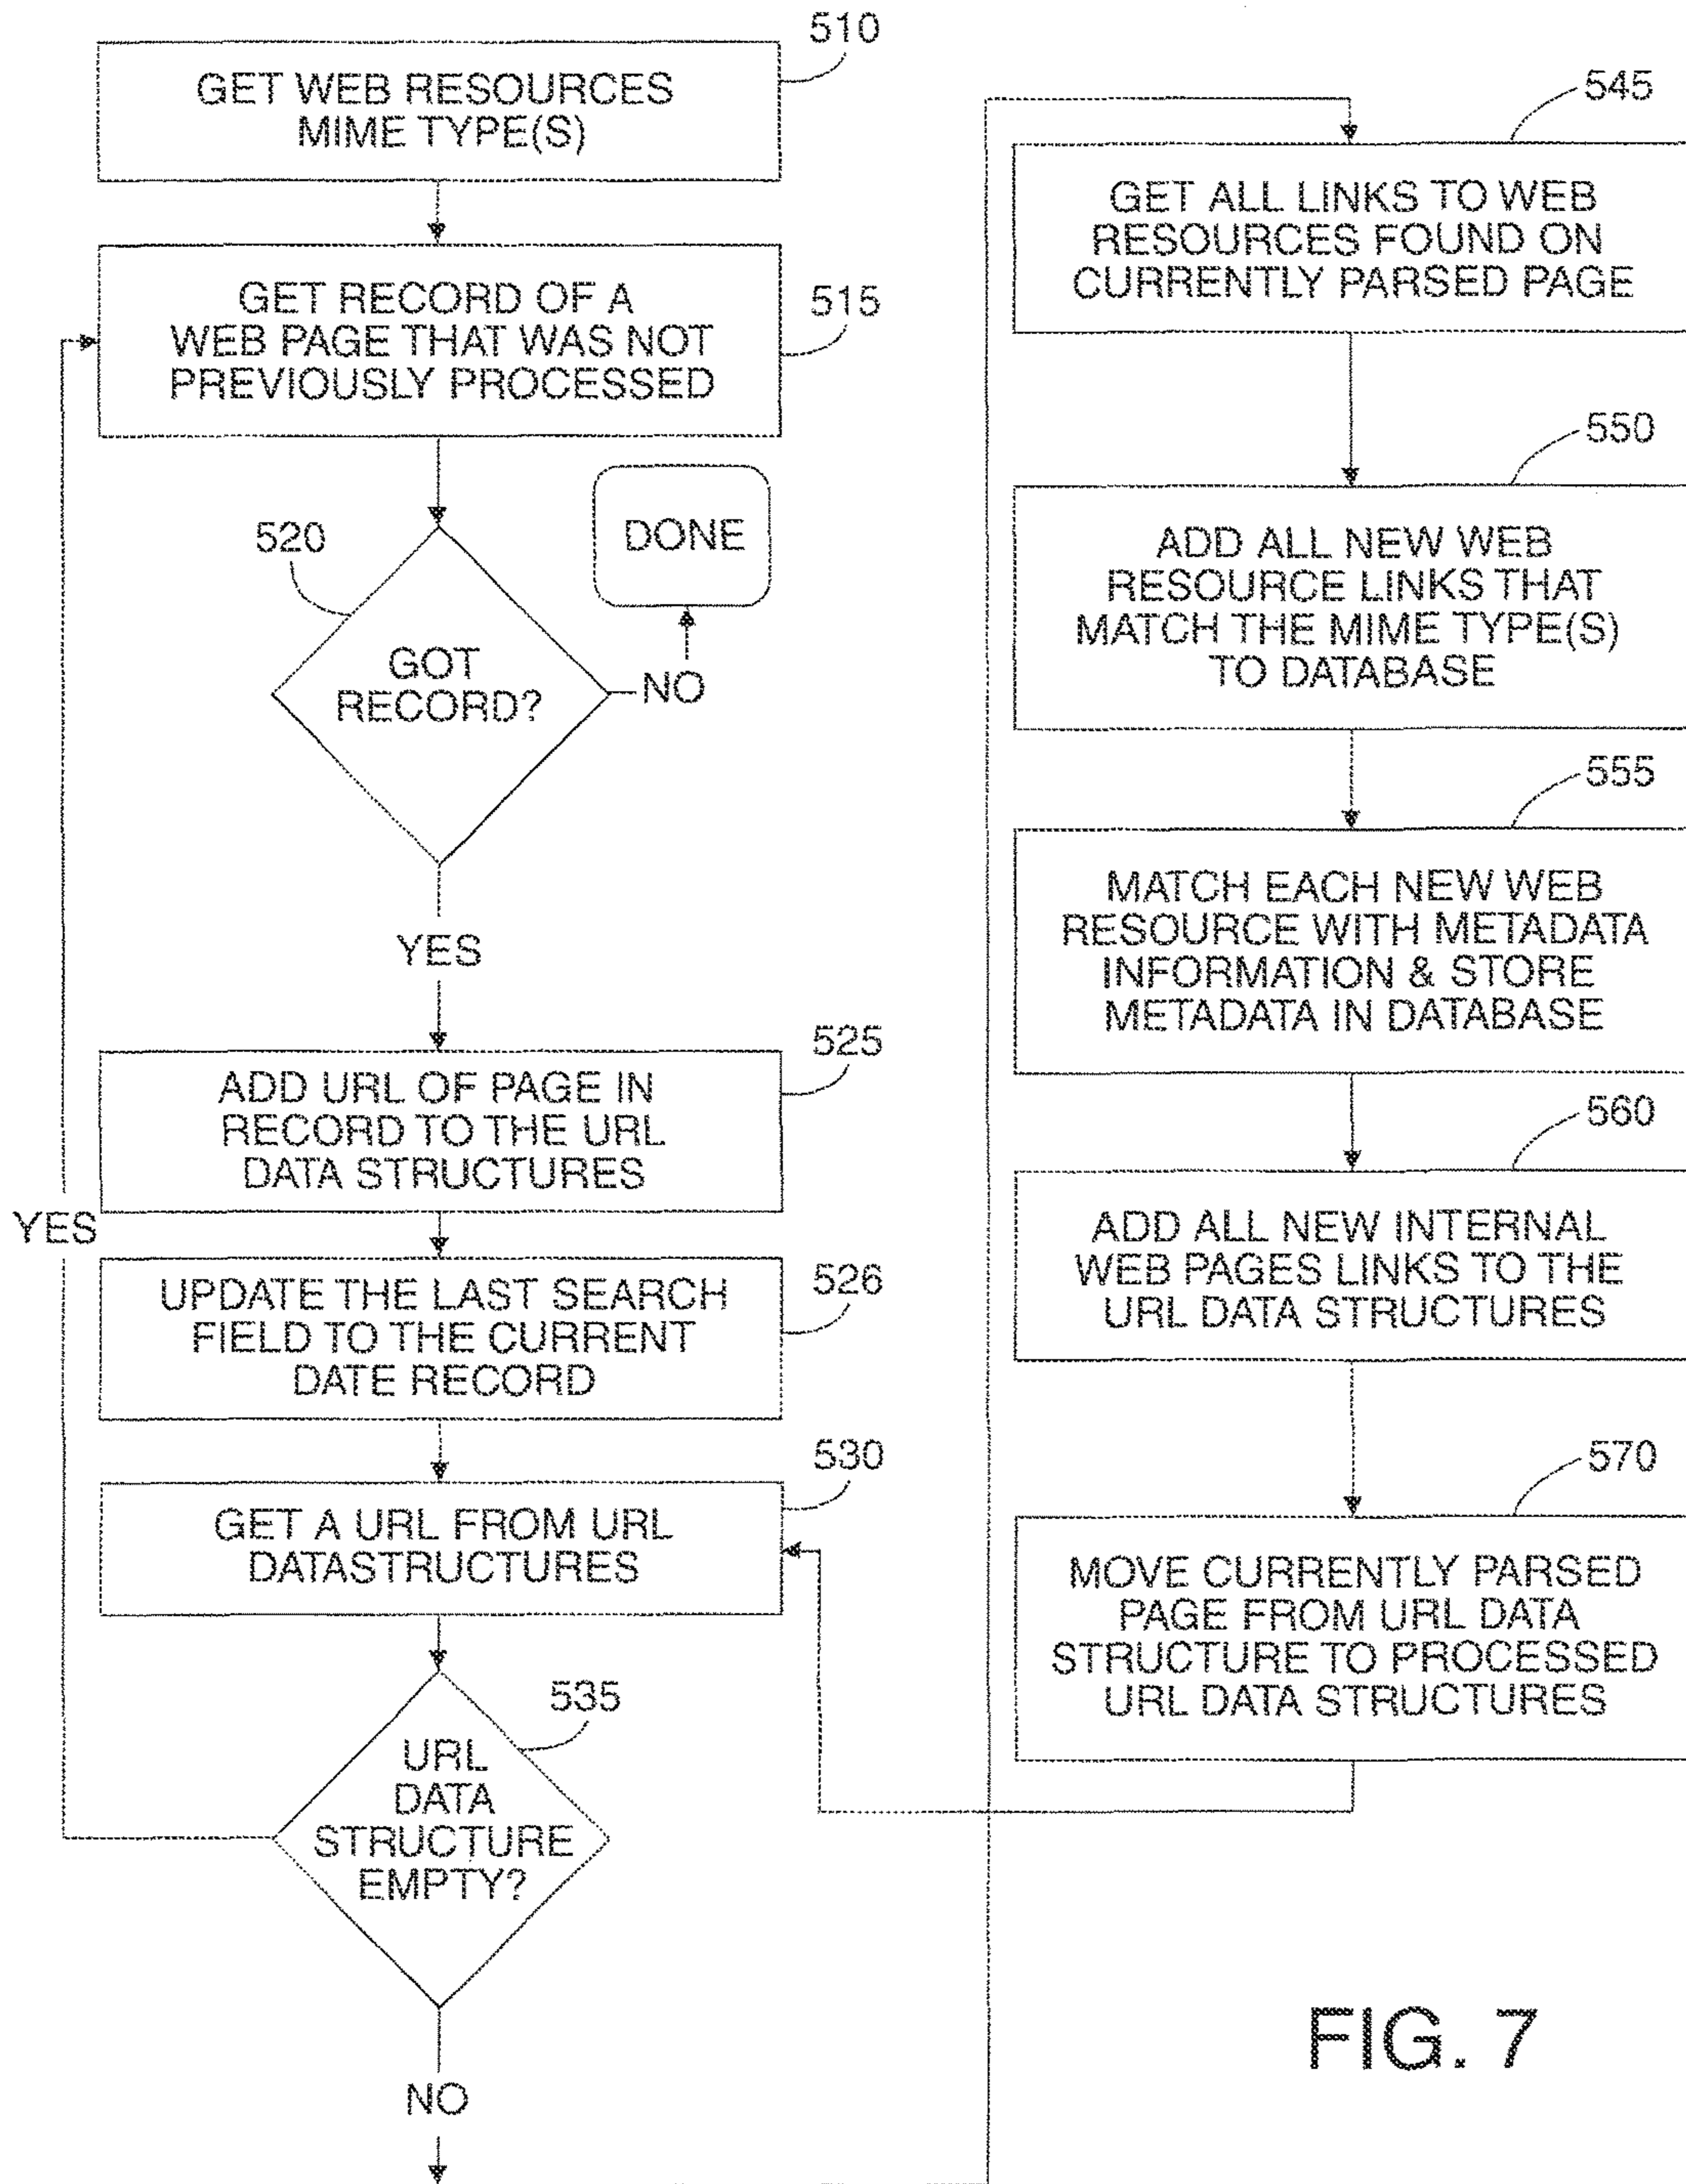 510
GET WEB RESOURCES
MIME TYPE(S)
GET RECORD OF A
WEB PAGE THAT WAS NOT
PREVIOUSLY PROCESSED
515
520
GOT
RECORD?
DONE
NO
YES
525
ADD URL OF PAGE IN
RECORD TO THE URL
DATA STRUCTURES
YES
526
UPDATE THE LAST SEARCH
FIELD TO THE CURRENT
DATE RECORD
530
GET A URL FROM URL
DATASTRUCTURES
535
URL
DATA
STRUCTURE
EMPTY?
NO
545
GET ALL LINKS TO WEB
RESOURCES FOUND ON
CURRENTLY PARSED PAGE
550
ADD ALL NEW WEB
RESOURCE LINKS THAT
MATCH THE MIME TYPE(S)
TO DATABASE
555
MATCH EACH NEW WEB
RESOURCE WITH METADATA
INFORMATION & STORE
METADATA IN DATABASE
560
ADD ALL NEW INTERNAL
WEB PAGES LINKS TO THE
URL DATA STRUCTURES
570
MOVE CURRENTLY PARSED
PAGE FROM URL DATA
STRUCTURE TO PROCESSED
URL DATA STRUCTURES
FIG. 7